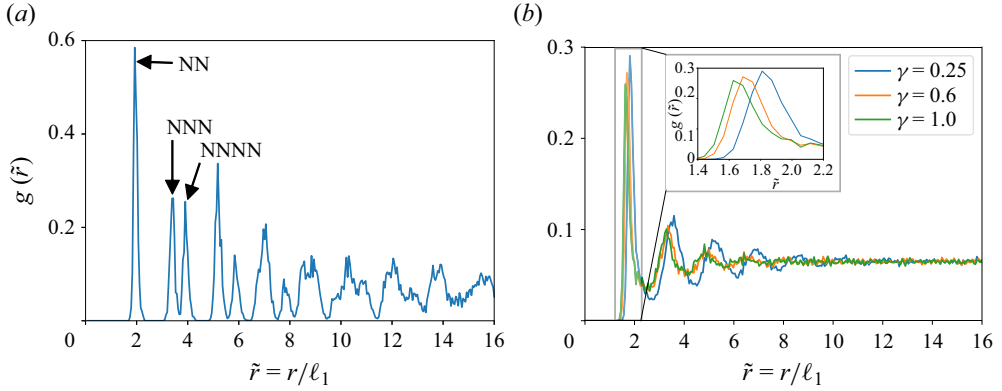 (a)
0.6
0.4
0.2
0
2
4
6
8
10
12
14
16
g (r̃)
r̃ = r/ℓ₁
NN
NNN
NNNN
(b)
0.3
0.2
0.1
0
2
4
6
8
10
12
14
16
r̃ = r/ℓ₁
0.3
0.2
0.1
0
1.4
1.6
1.8
2.0
2.2
g (r̃)
r̃
γ = 0.25
γ = 0.6
γ = 1.0